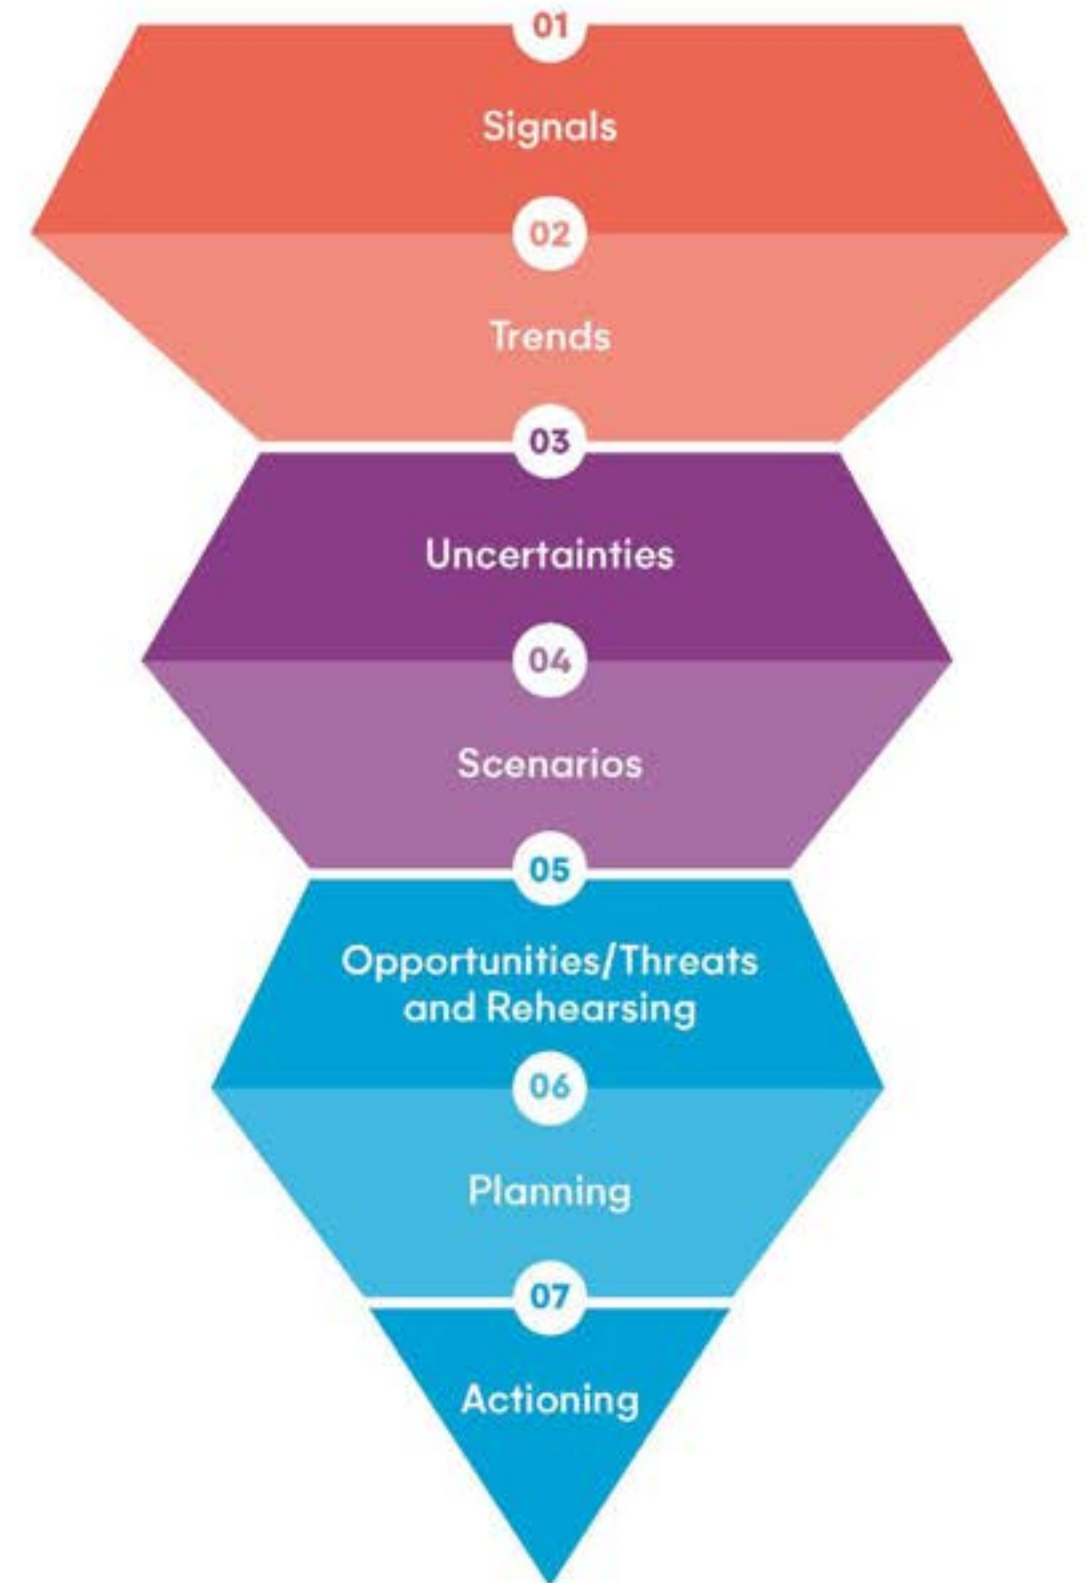 01
Signals
02
Trends
03
Uncertainties
04
Scenarios
05
Opportunities/Threats
and Rehearsing
06
Planning
07
Actioning